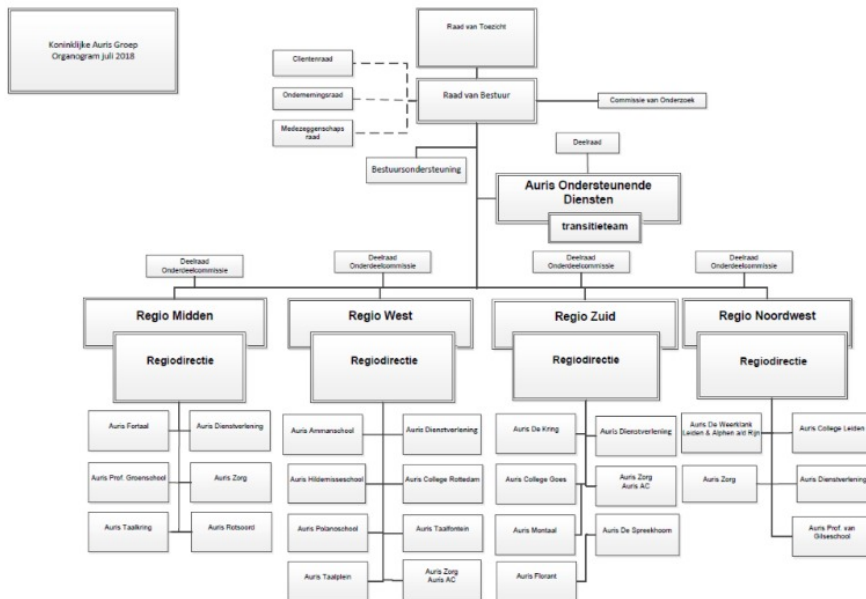 Koninklijke Auris Groep
Organogram juli 2018
Raad van Toezicht
Cliëntenraad
Ondernemingsraad
Medezeggenschaps
raad
Raad van Bestuur
Commissie van Onderzoek
Bestuursondersteuning
Deelraad
Auris Ondersteunende
Diensten
transitieteam
Deelraad
Onderdeelcommissie
Deelraad
Onderdeelcommissie
Deelraad
Onderdeelcommissie
Deelraad
Onderdeelcommissie
Regio Midden
Regiodirectie
Regio West
Regiodirectie
Regio Zuid
Regiodirectie
Regio Noordwest
Regiodirectie
Auris Fortaal
Auris Dienstverlening
Auris Prof. Groenschool
Auris Zorg
Auris Taalkring
Auris Rotsoord
Auris Ammanschool
Auris Dienstverlening
Auris Hildernisseschool
Auris College Rotterdam
Auris Polanoschool
Auris Taalfontein
Auris Taalplein
Auris Zorg
Auris AC
Auris De Kring
Auris Dienstverlening
Auris College Goes
Auris Zorg
Auris AC
Auris Montaal
Auris De Spreekhoorn
Auris Florant
Auris De Weerklank
Leiden & Alphen a/d Rijn
Auris College Leiden
Auris Zorg
Auris Dienstverlening
Auris Prof. van
Gilseschool